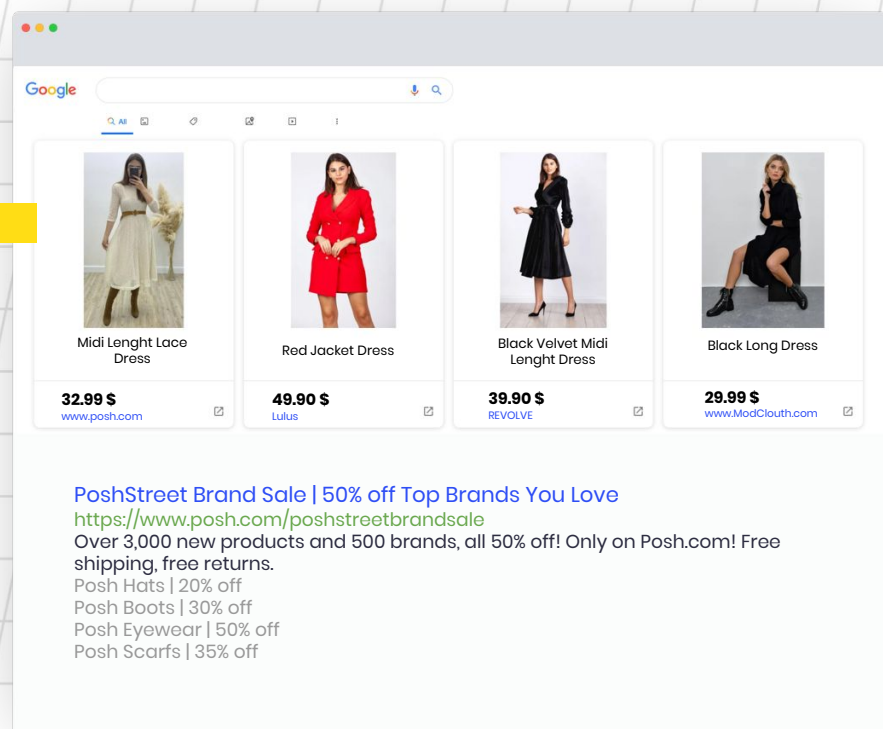 Google
All
Midi Lenght Lace
Dress
32.99 $
www.posh.com
Red Jacket Dress
49.90 $
Lulus
Black Velvet Midi
Lenght Dress
39.90 $
REVOLVE
Black Long Dress
29.99 $
www.ModClouth.com
PoshStreet Brand Sale | 50% off Top Brands You Love
https://www.posh.com/poshstreetbrandsale
Over 3,000 new products and 500 brands, all 50% off! Only on Posh.com! Free
shipping, free returns.
Posh Hats | 20% off
Posh Boots | 30% off
Posh Eyewear | 50% off
Posh Scarfs | 35% off